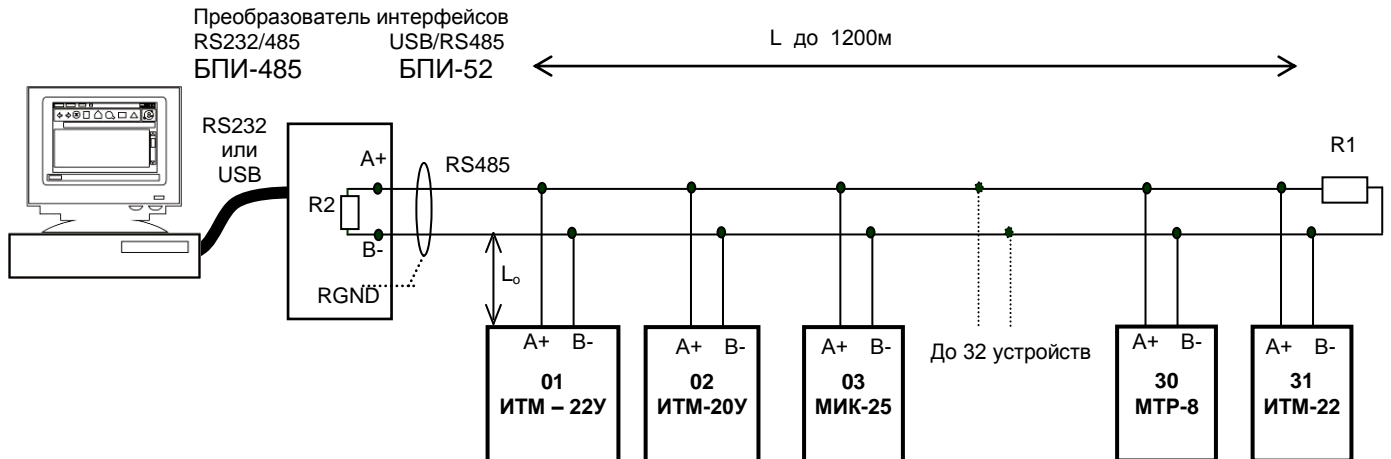 Преобразователь интерфейсов
RS232/485 USB/RS485
БПИ-485 БПИ-52
L до 1200м
RS232
или
USB
A+
RS485
R1
R2
B-
Lo
RGND
A+ B-
01
ИТМ – 22У
A+ B-
02
ИТМ-20У
A+ B-
03
МИК-25
До 32 устройств
A+ B-
30
МТР-8
A+ B-
31
ИТМ-22